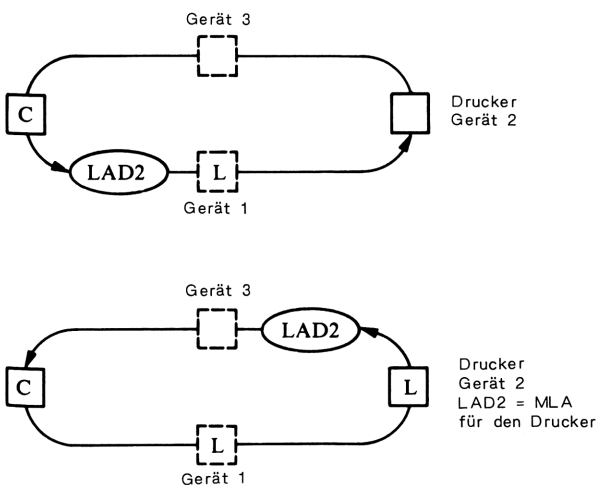 Gerät 3
C
Drucker
Gerät 2
LAD2
L
Gerät 1
Gerät 3
LAD2
C
L
Drucker
Gerät 2
LAD2 = MLA
für den Drucker
L
Gerät 1